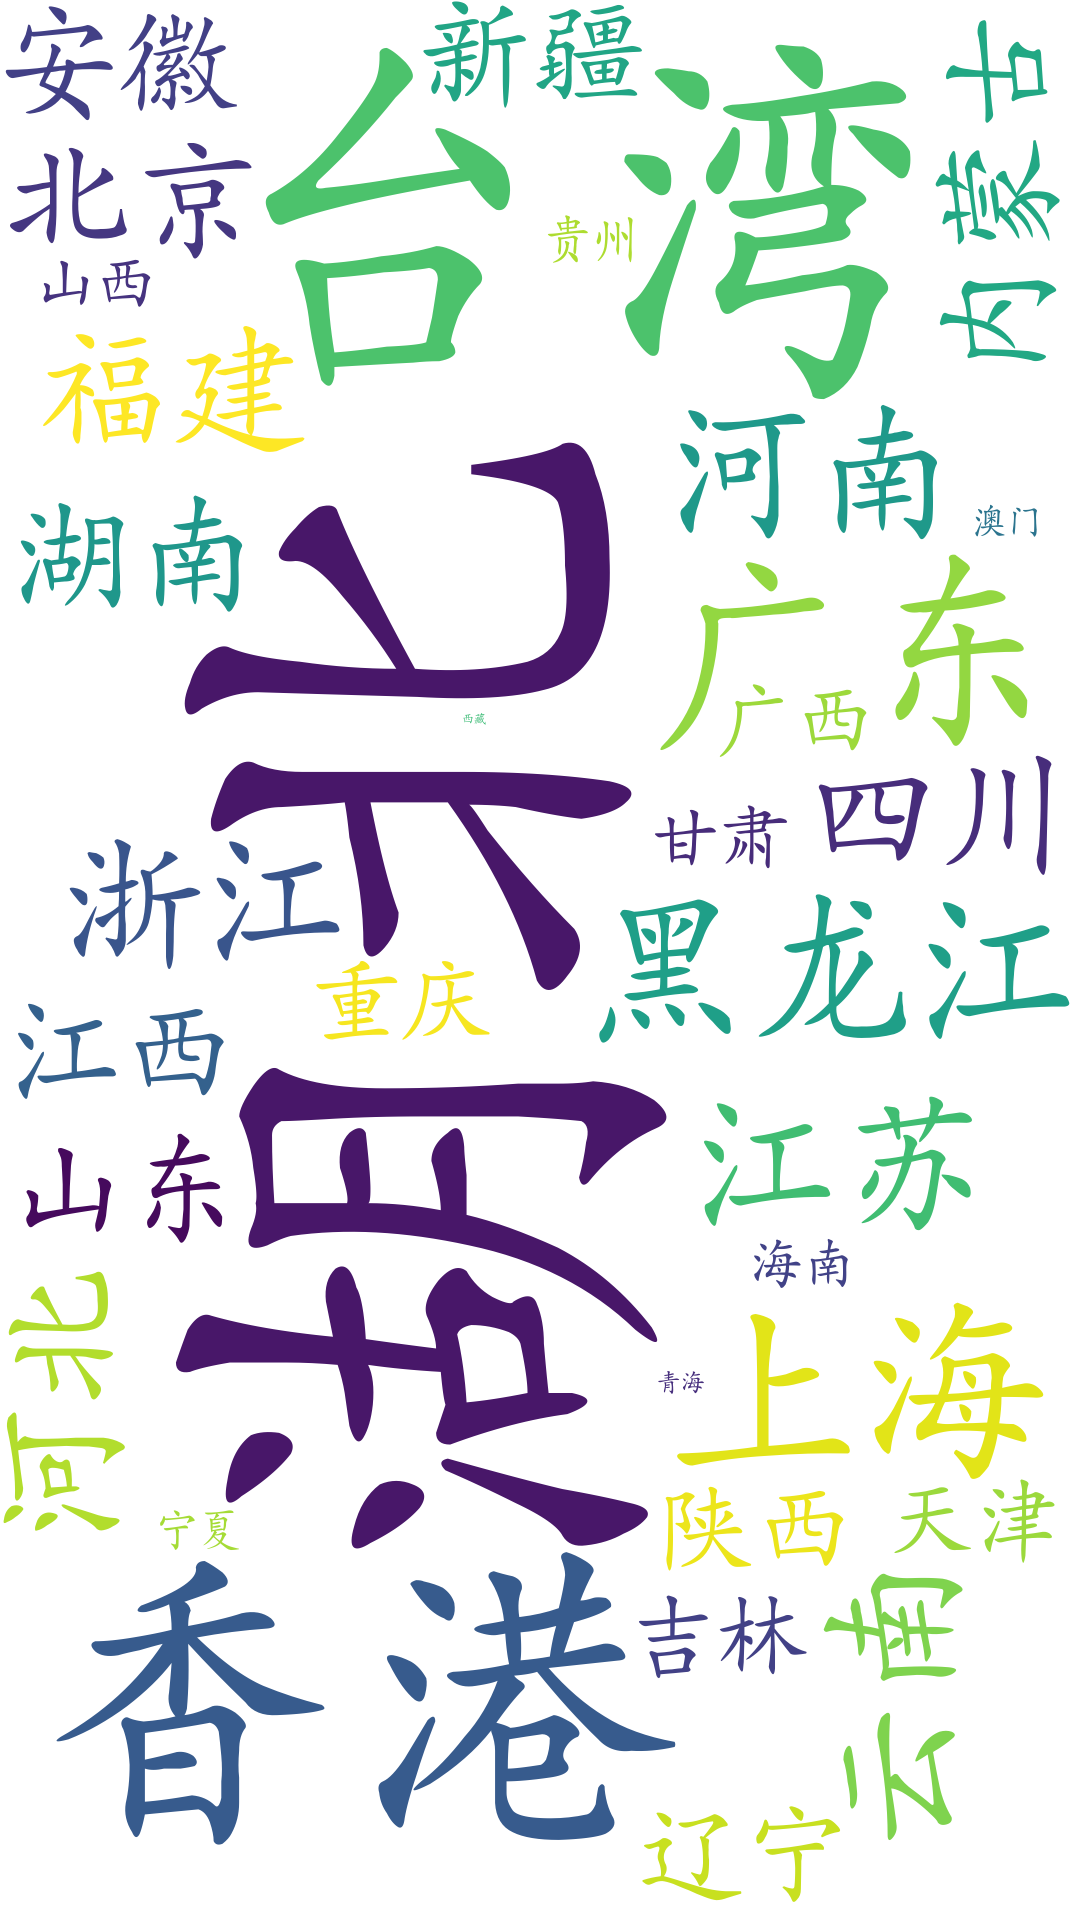 安徽
新疆
台湾
内蒙古
北京
贵州
山西
福建
河南
湖南
澳门
湖北
广东
广西
西藏
四川
甘肃
浙江
黑龙江
重庆
江西
江苏
山东
海南
河北
上海
青海
陕西
天津
宁夏
香港
吉林
云南
辽宁